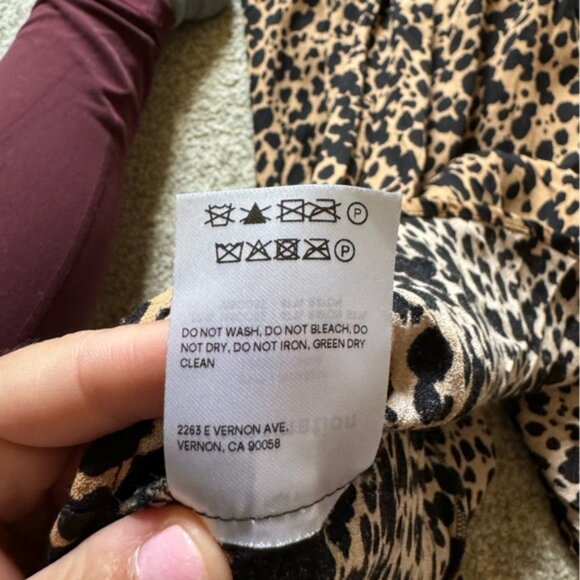 P
P
DO NOT WASH, DO NOT BLEACH, DO
NOT DRY, DO NOT IRON, GREEN DRY
CLEAN
2263 E VERNON AVE.
VERNON, CA 90058